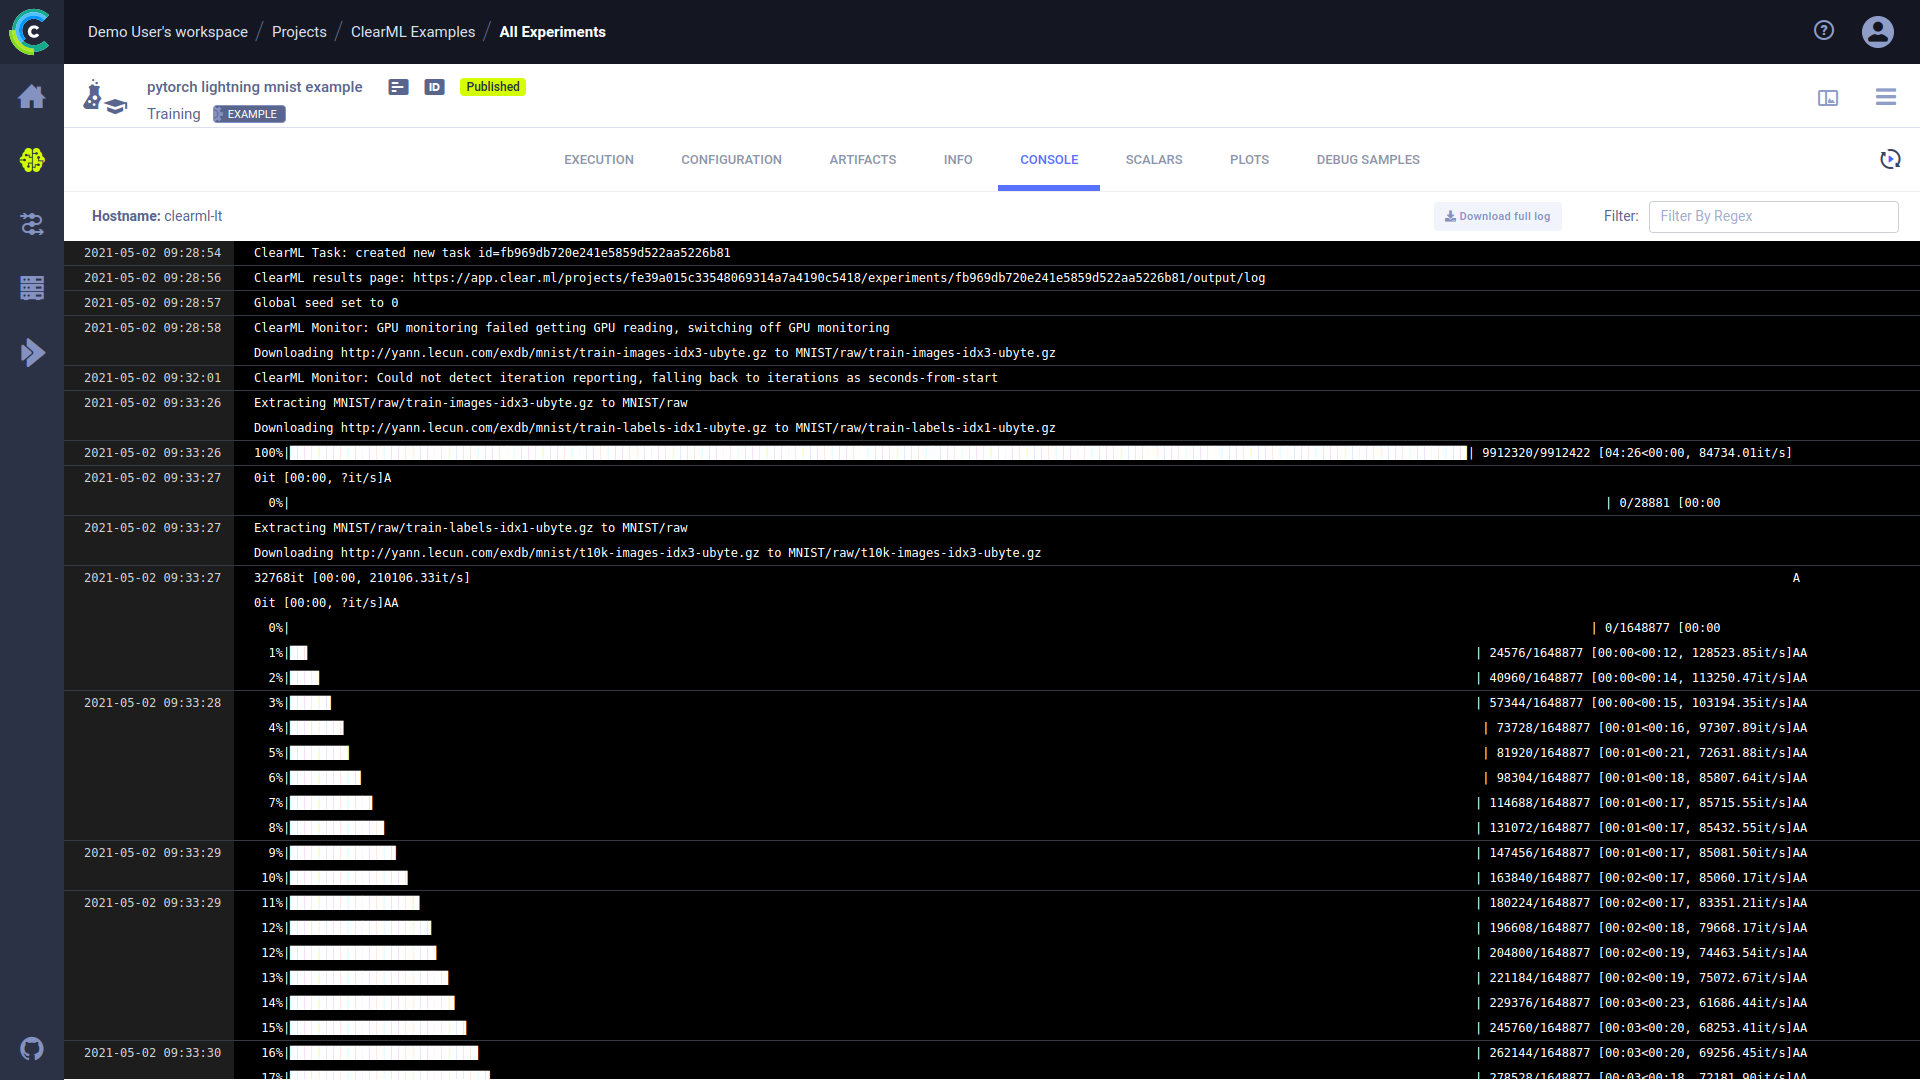 Demo User's workspace / Projects / ClearML Examples / All Experiments
pytorch lightning mnist example ID Published
Training EXAMPLE
EXECUTION CONFIGURATION ARTIFACTS INFO CONSOLE SCALARS PLOTS DEBUG SAMPLES
Hostname: clearml-lt Download full log Filter: Filter By Regex
2021-05-02 09:28:54 ClearML Task: created new task id=fb969db720e241e5859d522aa5226b81
2021-05-02 09:28:56 ClearML results page: https://app.clear.ml/projects/fe39a015c33548069314a7a4190c5418/experiments/fb969db720e241e5859d522aa5226b81/output/log
2021-05-02 09:28:57 Global seed set to 0
2021-05-02 09:28:58 ClearML Monitor: GPU monitoring failed getting GPU reading, switching off GPU monitoring
Downloading http://yann.lecun.com/exdb/mnist/train-images-idx3-ubyte.gz to MNIST/raw/train-images-idx3-ubyte.gz
2021-05-02 09:32:01 ClearML Monitor: Could not detect iteration reporting, falling back to iterations as seconds-from-start
2021-05-02 09:33:26 Extracting MNIST/raw/train-images-idx3-ubyte.gz to MNIST/raw
Downloading http://yann.lecun.com/exdb/mnist/train-labels-idx1-ubyte.gz to MNIST/raw/train-labels-idx1-ubyte.gz
2021-05-02 09:33:26 100%| | 9912320/9912422 [04:26<00:00, 84734.01it/s]
2021-05-02 09:33:27 0it [00:00, ?it/s]A
0%| | 0/28881 [00:00
2021-05-02 09:33:27 Extracting MNIST/raw/train-labels-idx1-ubyte.gz to MNIST/raw
Downloading http://yann.lecun.com/exdb/mnist/t10k-images-idx3-ubyte.gz to MNIST/raw/t10k-images-idx3-ubyte.gz
2021-05-02 09:33:27 32768it [00:00, 210106.33it/s] A
0it [00:00, ?it/s]AA
0%| | 0/1648877 [00:00
1%| | 24576/1648877 [00:00<00:12, 128523.85it/s]AA
2%| | 40960/1648877 [00:00<00:14, 113250.47it/s]AA
2021-05-02 09:33:28 3%| | 57344/1648877 [00:00<00:15, 103194.35it/s]AA
4%| | 73728/1648877 [00:01<00:16, 97307.89it/s]AA
5%| | 81920/1648877 [00:01<00:21, 72631.88it/s]AA
6%| | 98304/1648877 [00:01<00:18, 85807.64it/s]AA
7%| | 114688/1648877 [00:01<00:17, 85715.55it/s]AA
8%| | 131072/1648877 [00:01<00:17, 85432.55it/s]AA
2021-05-02 09:33:29 9%| | 147456/1648877 [00:01<00:17, 85081.50it/s]AA
10%| | 163840/1648877 [00:02<00:17, 85060.17it/s]AA
2021-05-02 09:33:29 11%| | 180224/1648877 [00:02<00:17, 83351.21it/s]AA
12%| | 196608/1648877 [00:02<00:18, 79668.17it/s]AA
12%| | 204800/1648877 [00:02<00:19, 74463.54it/s]AA
13%| | 221184/1648877 [00:02<00:19, 75072.67it/s]AA
14%| | 229376/1648877 [00:03<00:23, 61686.44it/s]AA
15%| | 245760/1648877 [00:03<00:20, 68253.41it/s]AA
2021-05-02 09:33:30 16%| | 262144/1648877 [00:03<00:20, 69256.45it/s]AA
17%| | 278528/1648877 [00:03<00:18, 72181.90it/s]AA